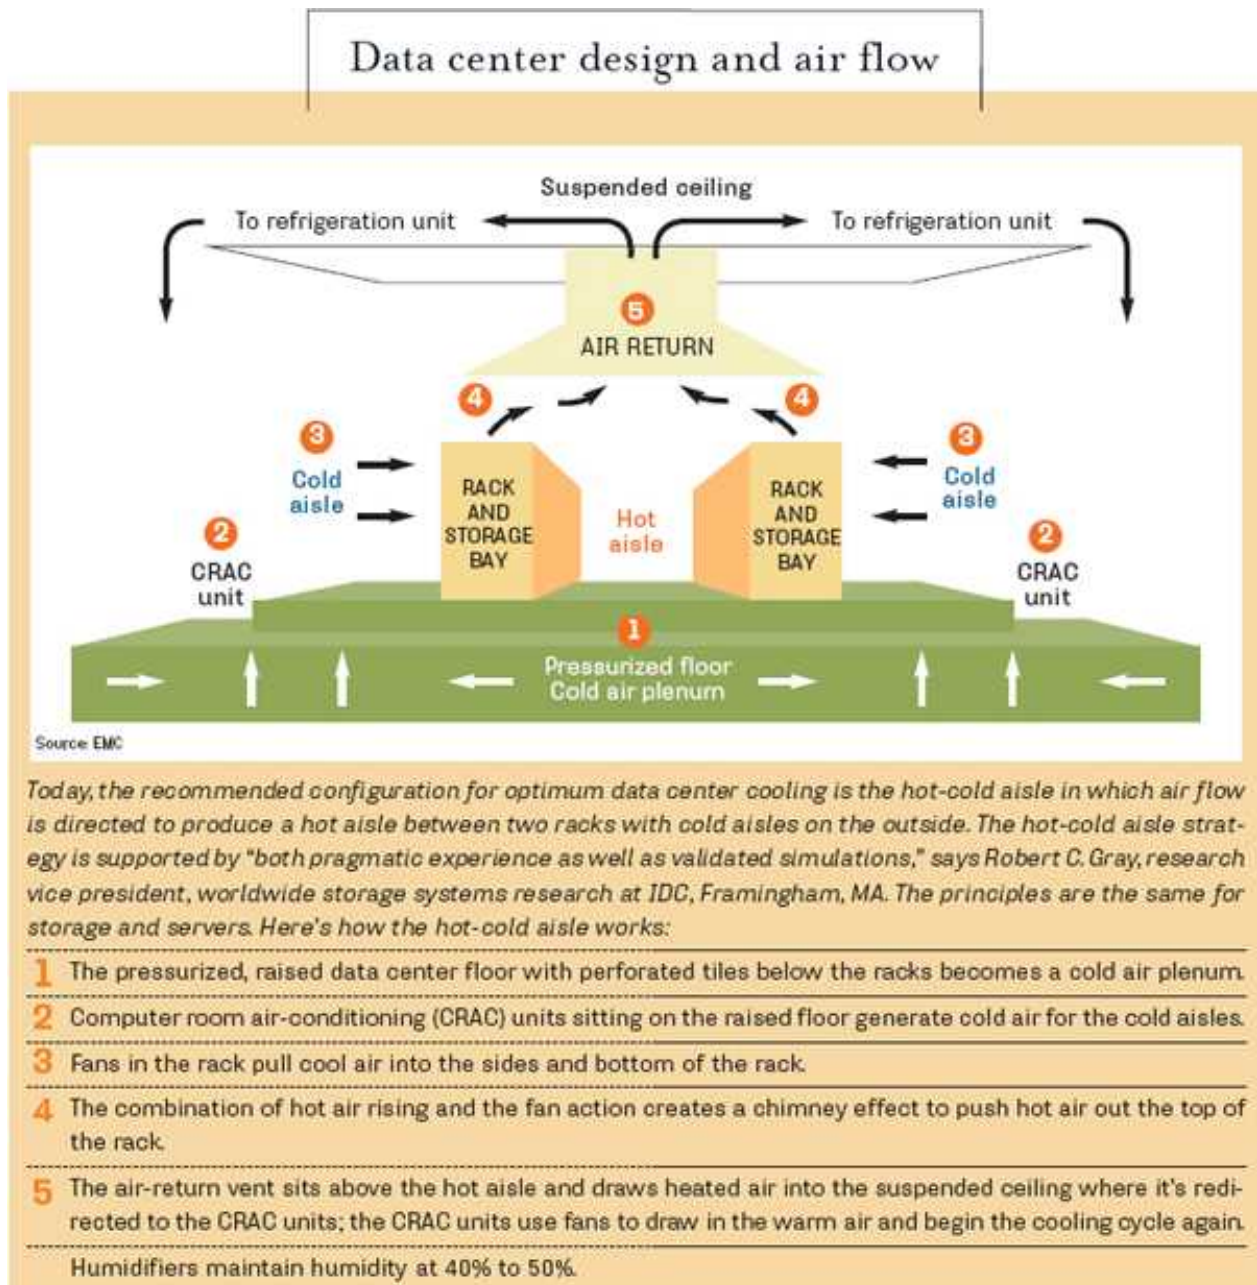 Data center design and air flow
Suspended ceiling
To refrigeration unit
To refrigeration unit
5
AIR RETURN
4
4
3
Cold
aisle
3
Cold
aisle
RACK
AND
STORAGE
BAY
Hot
aisle
RACK
AND
STORAGE
BAY
2
CRAC
unit
2
CRAC
unit
1
Pressurized floor
Cold air plenum
Source: EMC
Today, the recommended configuration for optimum data center cooling is the hot-cold aisle in which air flow
is directed to produce a hot aisle between two racks with cold aisles on the outside. The hot-cold aisle strat-
egy is supported by “both pragmatic experience as well as validated simulations,” says Robert C. Gray, research
vice president, worldwide storage systems research at IDC, Framingham, MA. The principles are the same for
storage and servers. Here's how the hot-cold aisle works:
1 The pressurized, raised data center floor with perforated tiles below the racks becomes a cold air plenum.
2 Computer room air-conditioning (CRAC) units sitting on the raised floor generate cold air for the cold aisles.
3 Fans in the rack pull cool air into the sides and bottom of the rack.
4 The combination of hot air rising and the fan action creates a chimney effect to push hot air out the top of
the rack.
5 The air-return vent sits above the hot aisle and draws heated air into the suspended ceiling where it's redi-
rected to the CRAC units; the CRAC units use fans to draw in the warm air and begin the cooling cycle again.
Humidifiers maintain humidity at 40% to 50%.